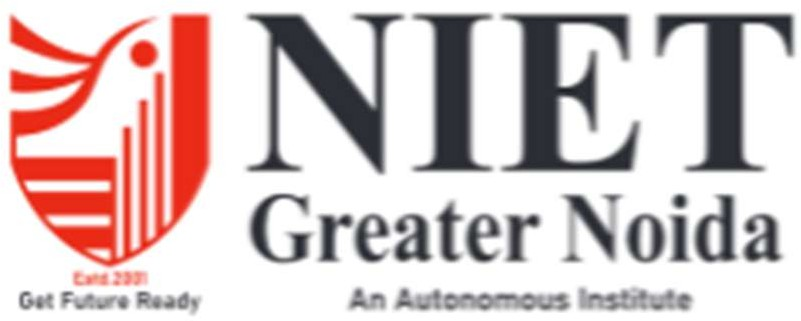 NIET
Greater Noida
Estd 2001
Get Future Ready
An Autonomous Institute